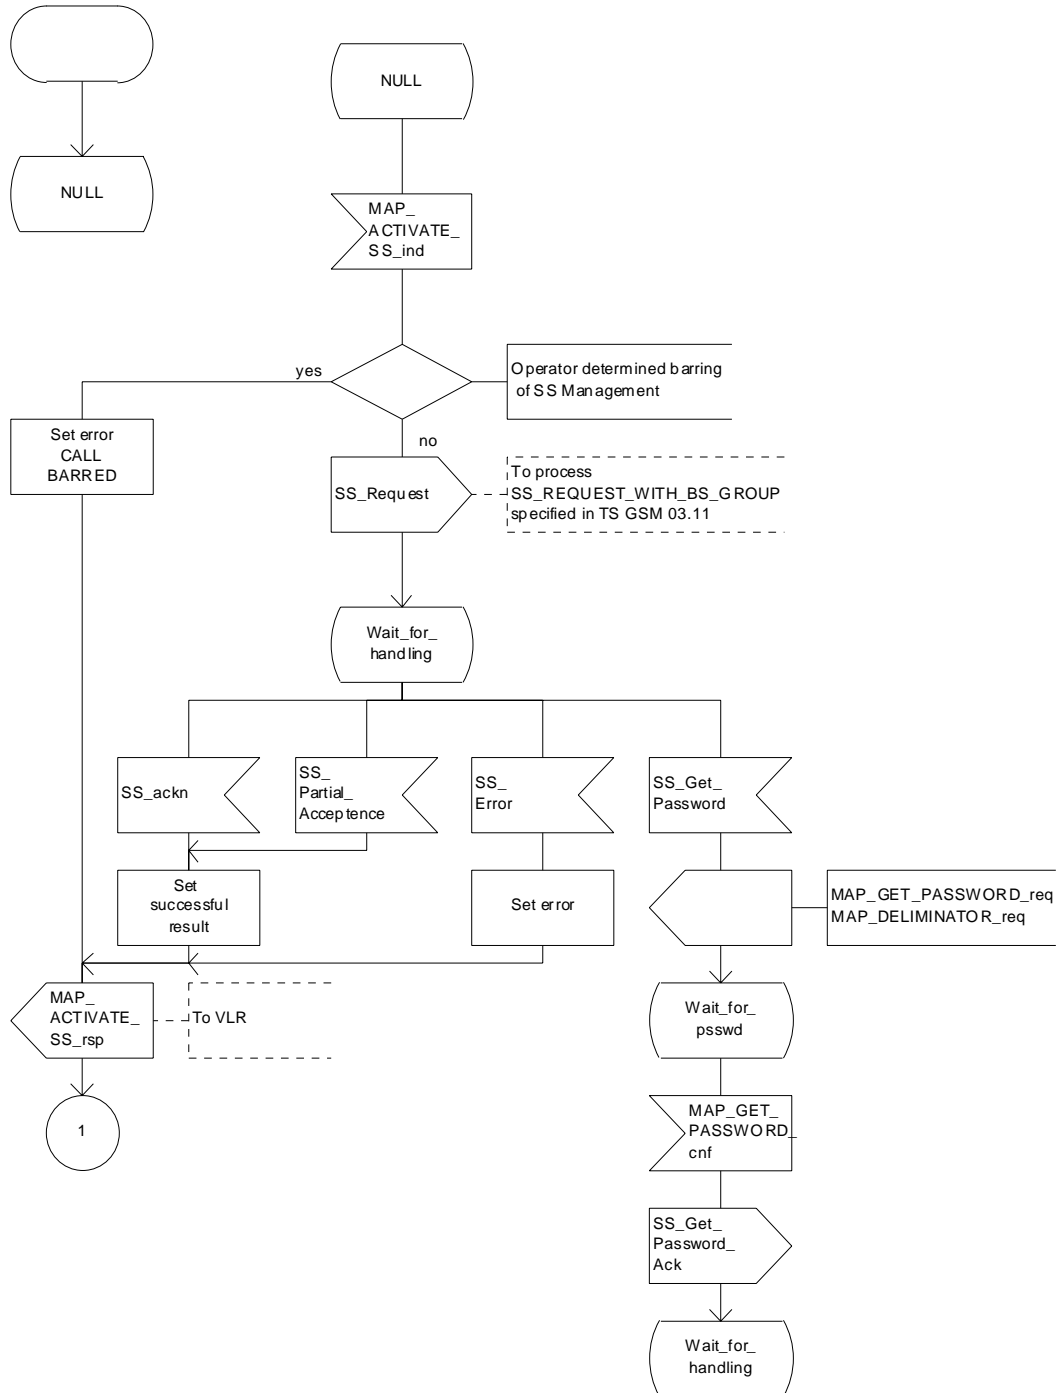 NULL
NULL
MAP_
ACTIVATE_
SS_ind
yes
Operator determined barring
of SS Management
Set error
CALL
BARRED
no
SS_Request
To process
SS_REQUEST_WITH_BS_GROUP
specified in TS GSM 03.11
Wait_for_
handling
SS_ackn
SS_
Partial_
Acceptence
SS_
Error
SS_Get_
Password
Set
successful
result
Set error
MAP_GET_PASSWORD_req
MAP_DELIMINATOR_req
MAP_
ACTIVATE_
SS_rsp
To VLR
Wait_for_
psswd
1
MAP_GET_
PASSWORD_
cnf
SS_Get_
Password_
Ack
Wait_for_
handling